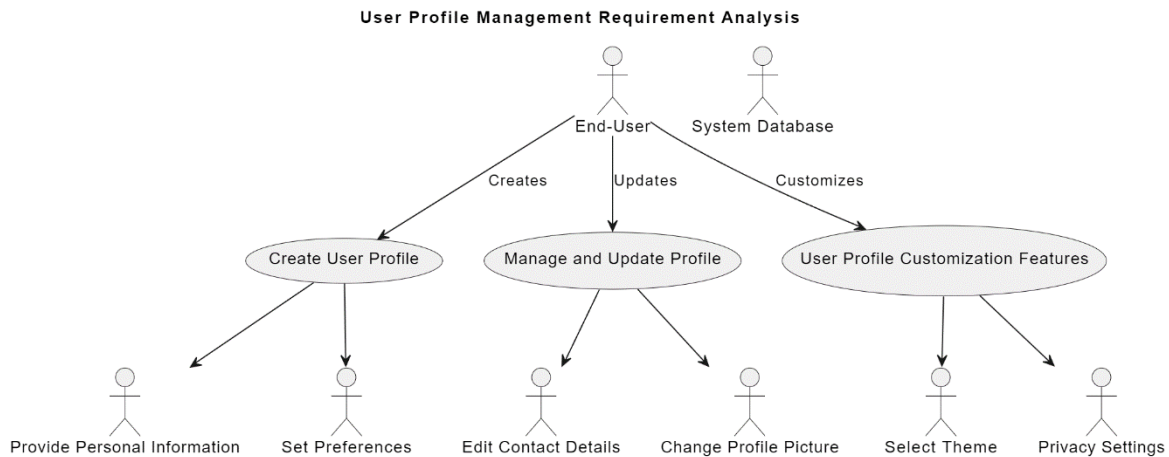 User Profile Management Requirement Analysis
End-User
System Database
Creates
Updates
Customizes
Create User Profile
Manage and Update Profile
User Profile Customization Features
Provide Personal Information
Set Preferences
Edit Contact Details
Change Profile Picture
Select Theme
Privacy Settings